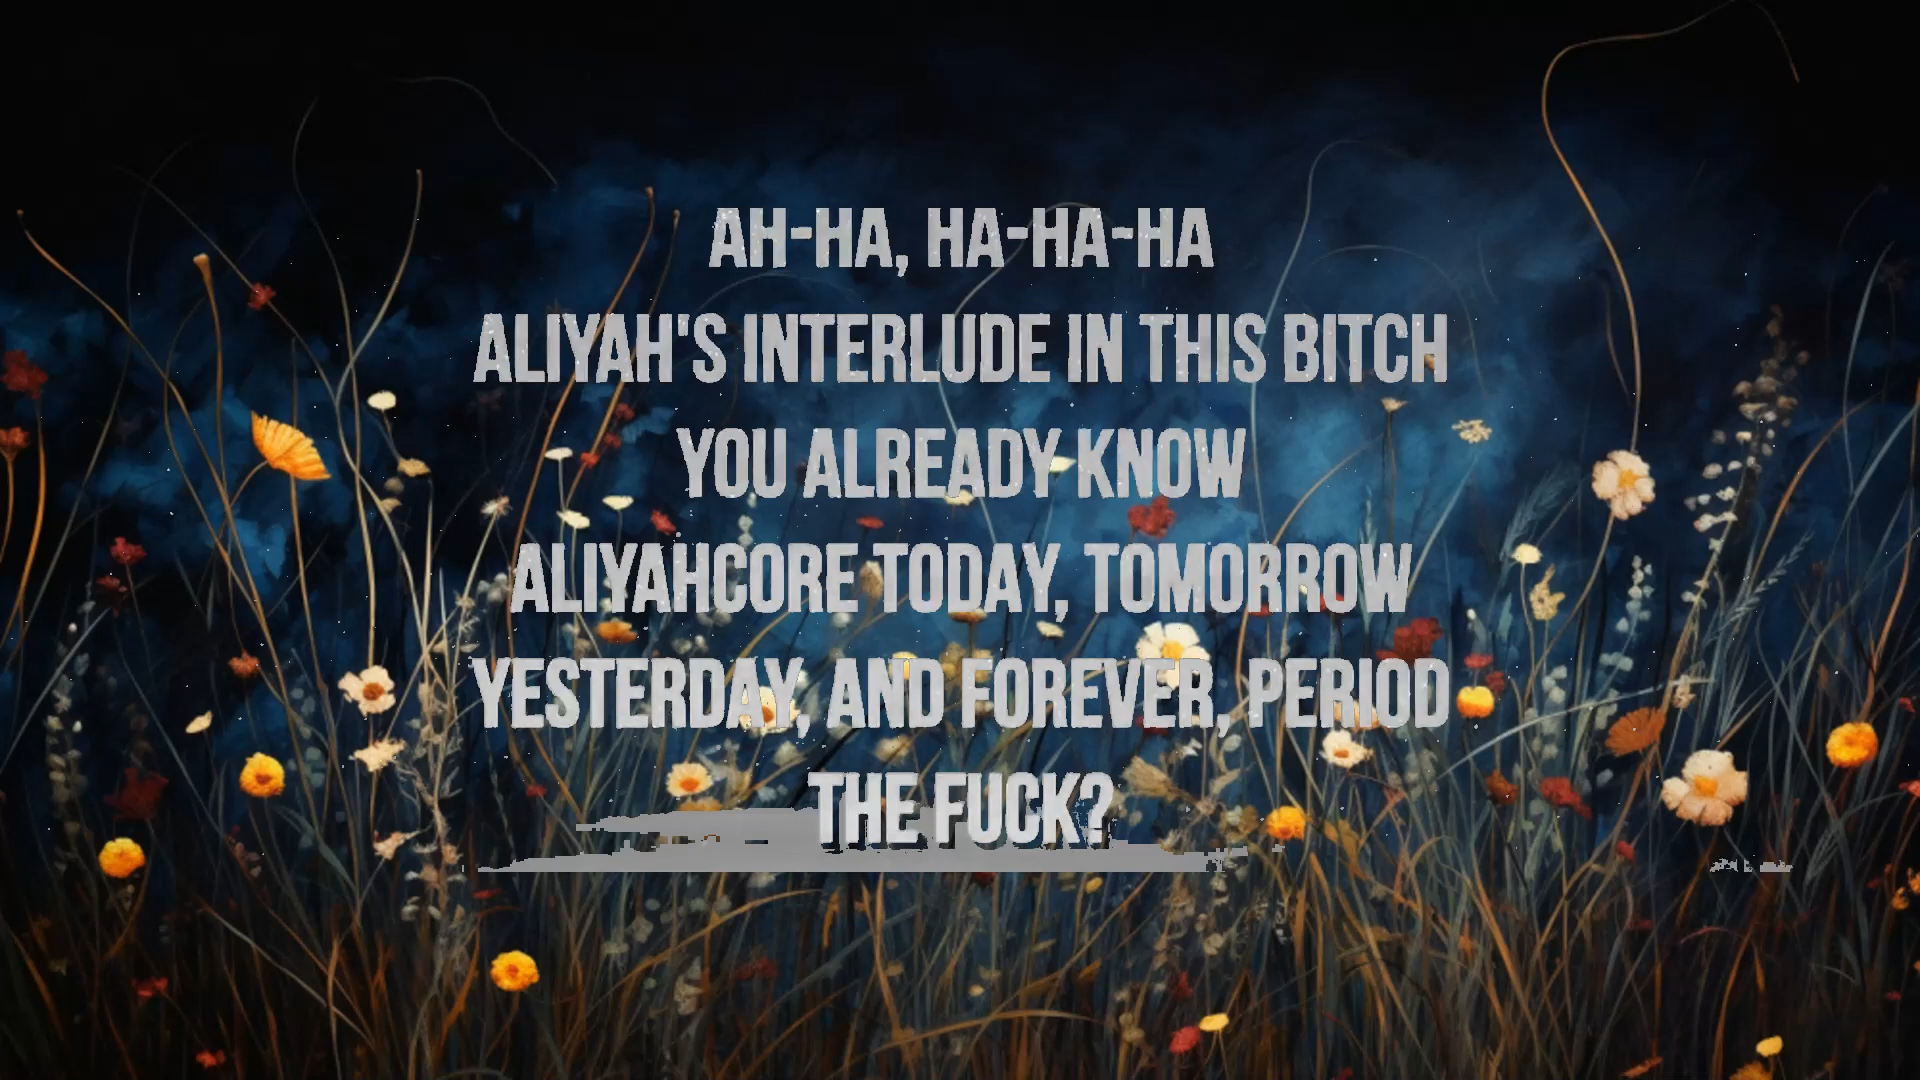 AH-HA, HA-HA-HA
ALIYAH'S INTERLUDE IN THIS BITCH
YOU ALREADY KNOW
ALIYAHCORE TODAY, TOMORROW
YESTERDAY, AND FOREVER, PERIOD
THE FUCK?